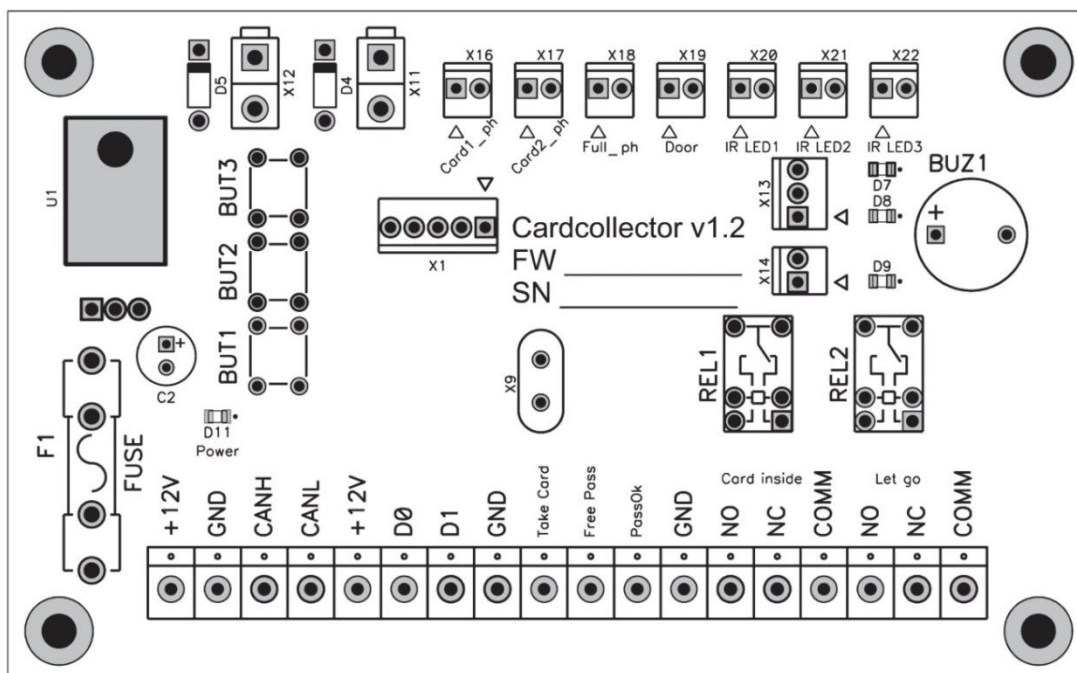 X16 X17 X18 X19 X20 X21 X22
D5 X12 D4 X11
Card1_ph Card2_ph Full_ph Door IR LED1 IR LED2 IR LED3
U1
BUT3
X13 D7 BUZ1
D8
+
Cardcollector v1.2
X1
BUT2
FW
X14 D9
SN
BUT1
+
C2
X9 REL1 REL2
D11
Power
F1 FUSE
Card inside Let go
+12V GND CANH CANL +12V D0 D1 GND Take Card Free Pass PassOk GND NO NC COMM NO NC COMM